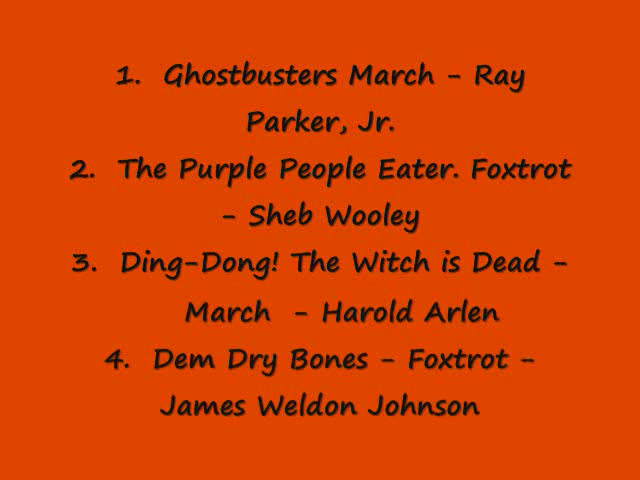 1. Ghostbusters March - Ray
Parker, Jr.
2. The Purple People Eater. Foxtrot
- Sheb Wooley
3. Ding-Dong! The Witch is Dead -
March - Harold Arlen
4. Dem Dry Bones - Foxtrot -
James Weldon Johnson